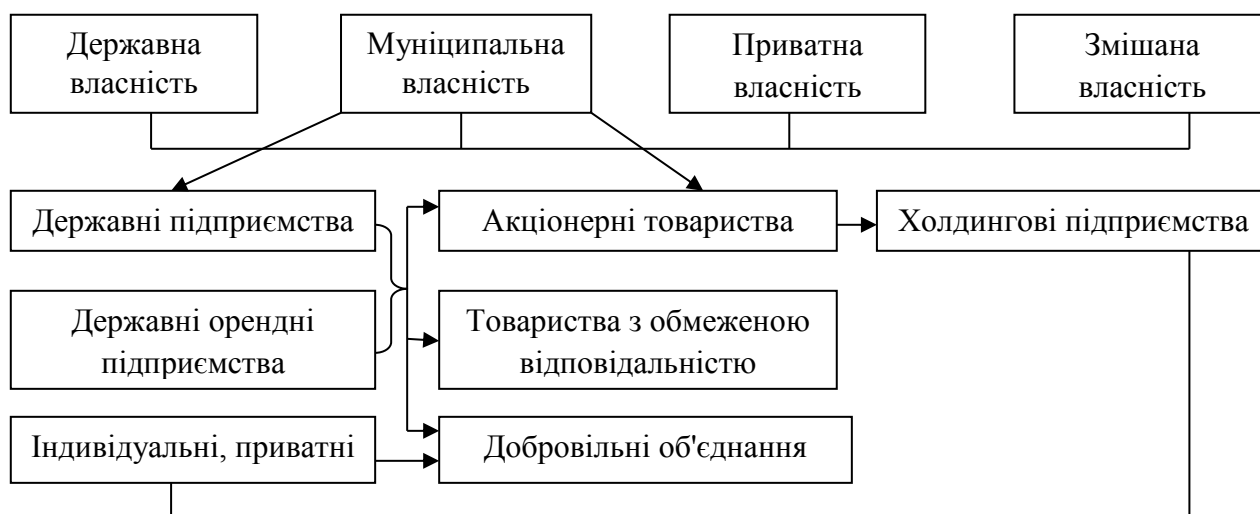 Державна
власність
Муніципальна
власність
Приватна
власність
Змішана
власність
Державні підприємства
Акціонерні товариства
Холдингові підприємства
Державні орендні
підприємства
Товариства з обмеженою
відповідальністю
Індивідуальні, приватні
Добровільні об'єднання